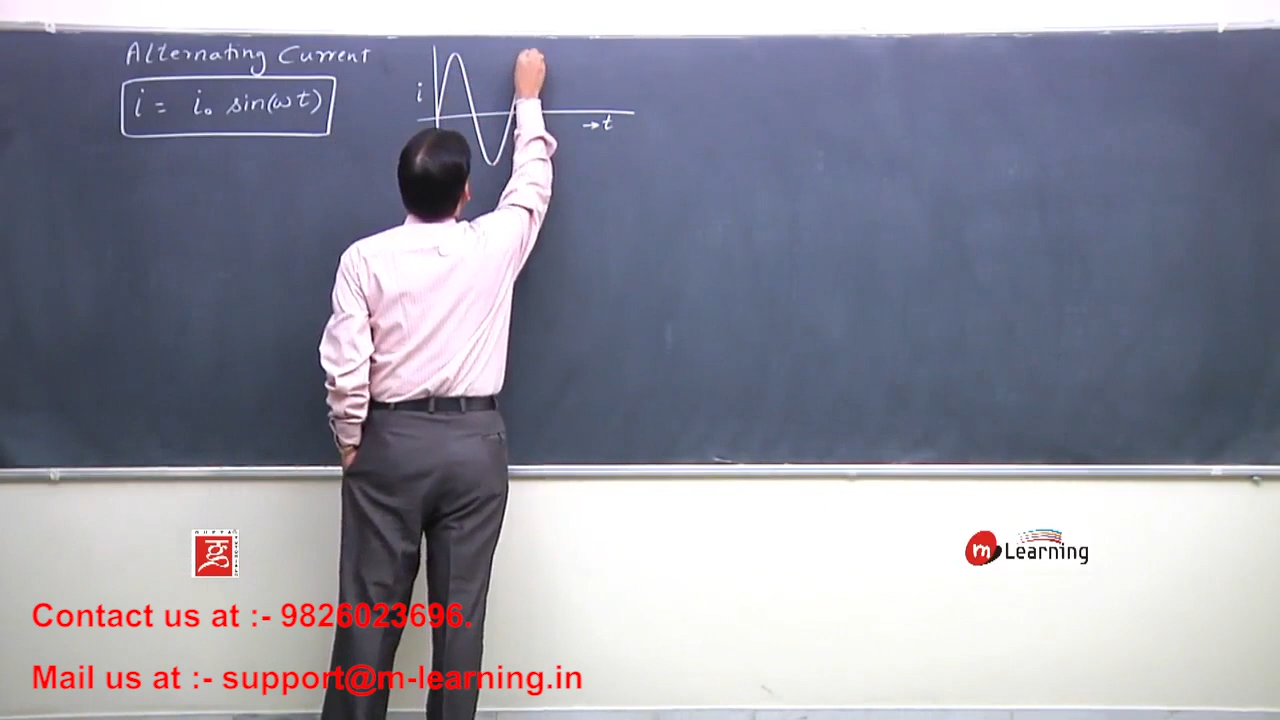 Alternating Current
i = i₀ sin(ωt)
i
→t
m Learning
Contact us at :- 9826023696.
Mail us at :- support@m-learning.in